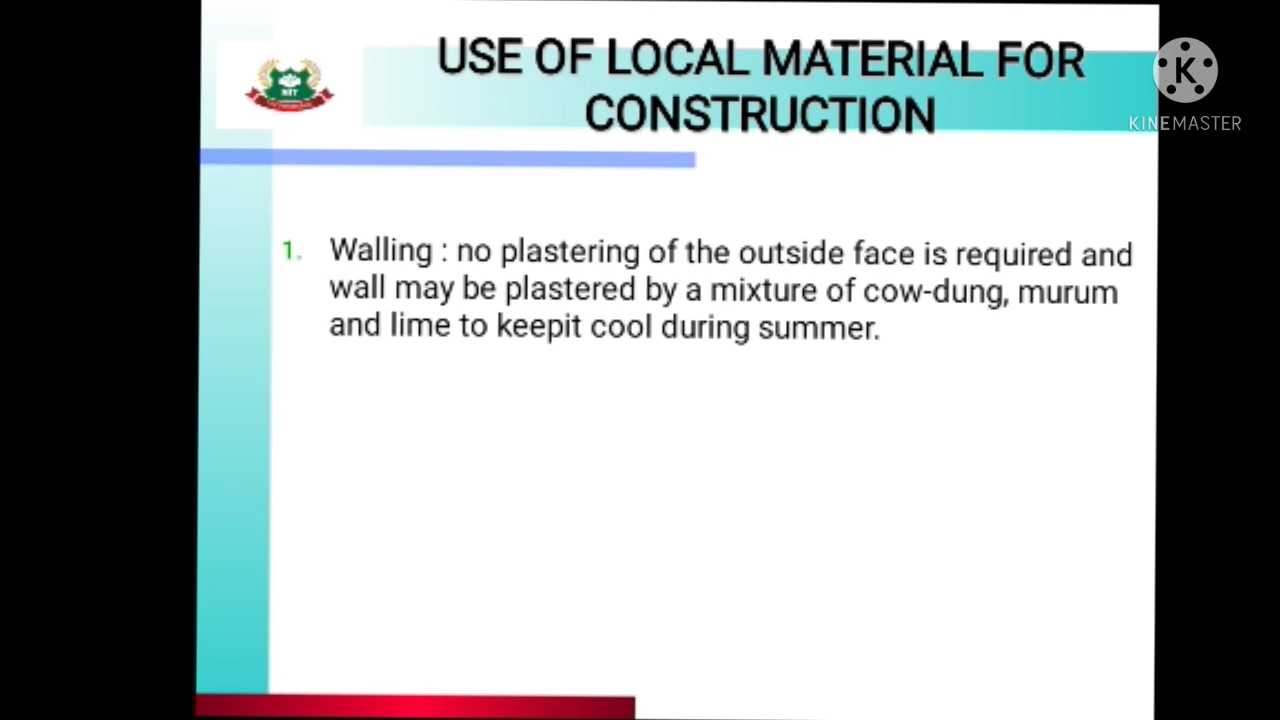 USE OF LOCAL MATERIAL FOR
CONSTRUCTION
KINEMASTER
1. Walling : no plastering of the outside face is required and
wall may be plastered by a mixture of cow-dung, murum
and lime to keepit cool during summer.